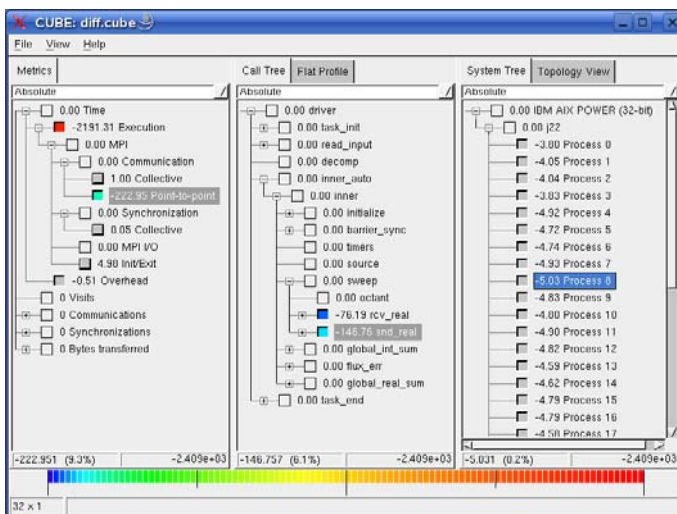 CUBE: diff.cube
File View Help
Metrics
Absolute
0.00 Time
-2191.31 Execution
0.00 MPI
0.00 Communication
1.00 Collective
-222.95 Point-to-point
0.00 Synchronization
0.05 Collective
0.00 MPI I/O
4.98 Init/Exit
-0.51 Overhead
0 Visits
0 Communications
0 Synchronizations
0 Bytes transferred
-222.951 (9.3%) -2.409e+03
Call Tree Flat Profile
Absolute
0.00 driver
0.00 task_init
0.00 read_input
0.00 decomp
0.00 inner_auto
0.00 inner
0.00 initialize
0.00 barrier_sync
0.00 timers
0.00 source
0.00 sweep
0.00 octant
-76.19 rcv_real
-146.76 snd_real
0.00 global_int_sum
0.00 flux_err
0.00 global_real_sum
0.00 task_end
-146.757 (6.1%) -2.409e+03
System Tree Topology View
Absolute
0.00 IBM AIX POWER (32-bit)
0.00 j22
-3.80 Process 0
-4.05 Process 1
-4.04 Process 2
-3.83 Process 3
-4.92 Process 4
-4.72 Process 5
-4.74 Process 6
-4.93 Process 7
-5.03 Process 8
-4.83 Process 9
-4.80 Process 10
-4.90 Process 11
-4.82 Process 12
-4.59 Process 13
-4.62 Process 14
-4.79 Process 15
-4.79 Process 16
-4.58 Process 17
-5.031 (0.2%) -2.409e+03
32 x 1